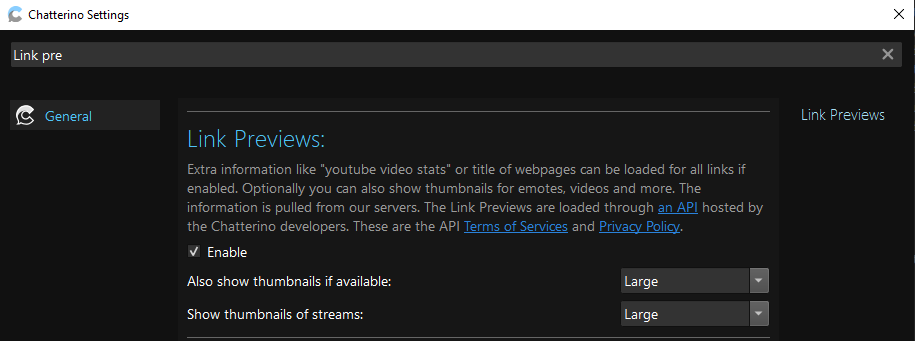 Chatterino Settings
Link pre
General
Link Previews:
Extra information like "youtube video stats" or title of webpages can be loaded for all links if
enabled. Optionally you can also show thumbnails for emotes, videos and more. The
information is pulled from our servers. The Link Previews are loaded through an API hosted by
the Chatterino developers. These are the API Terms of Services and Privacy Policy.
Enable
Also show thumbnails if available: Large
Show thumbnails of streams: Large
Link Previews